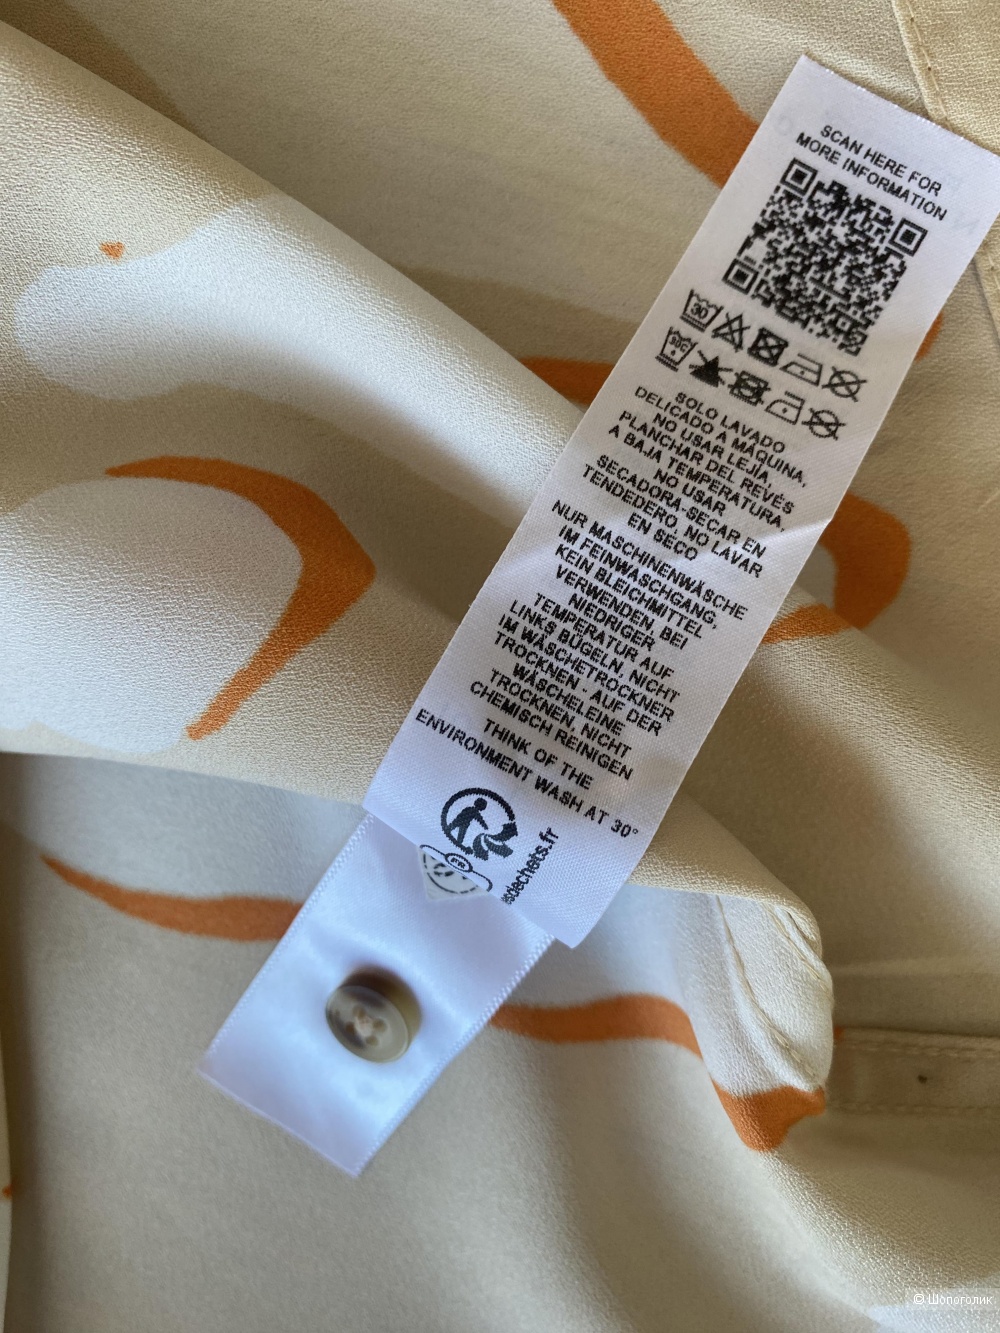 SCAN HERE FOR
MORE INFORMATION
30
30C
SOLO LAVADO
DELICADO A MÁQUINA,
NO USAR LEJÍA,
PLANCHAR DEL REVÉS
A BAJA TEMPERATURA,
NO USAR
SECADORA-SECAR EN
TENDEDERO, NO LAVAR
EN SECO
NUR MASCHINENWÄSCHE
IM FEINWASCHGANG,
KEIN BLEICHMITTEL
VERWENDEN, BEI
NIEDRIGER
TEMPERATUR AUF
LINKS BÜGELN, NICHT
IM WÄSCHETROCKNER
TROCKNEN - AUF DER
WÄSCHELEINE
TROCKNEN, NICHT
CHEMISCH REINIGEN
THINK OF THE
ENVIRONMENT WASH AT 30°
FR
© Шопоголик